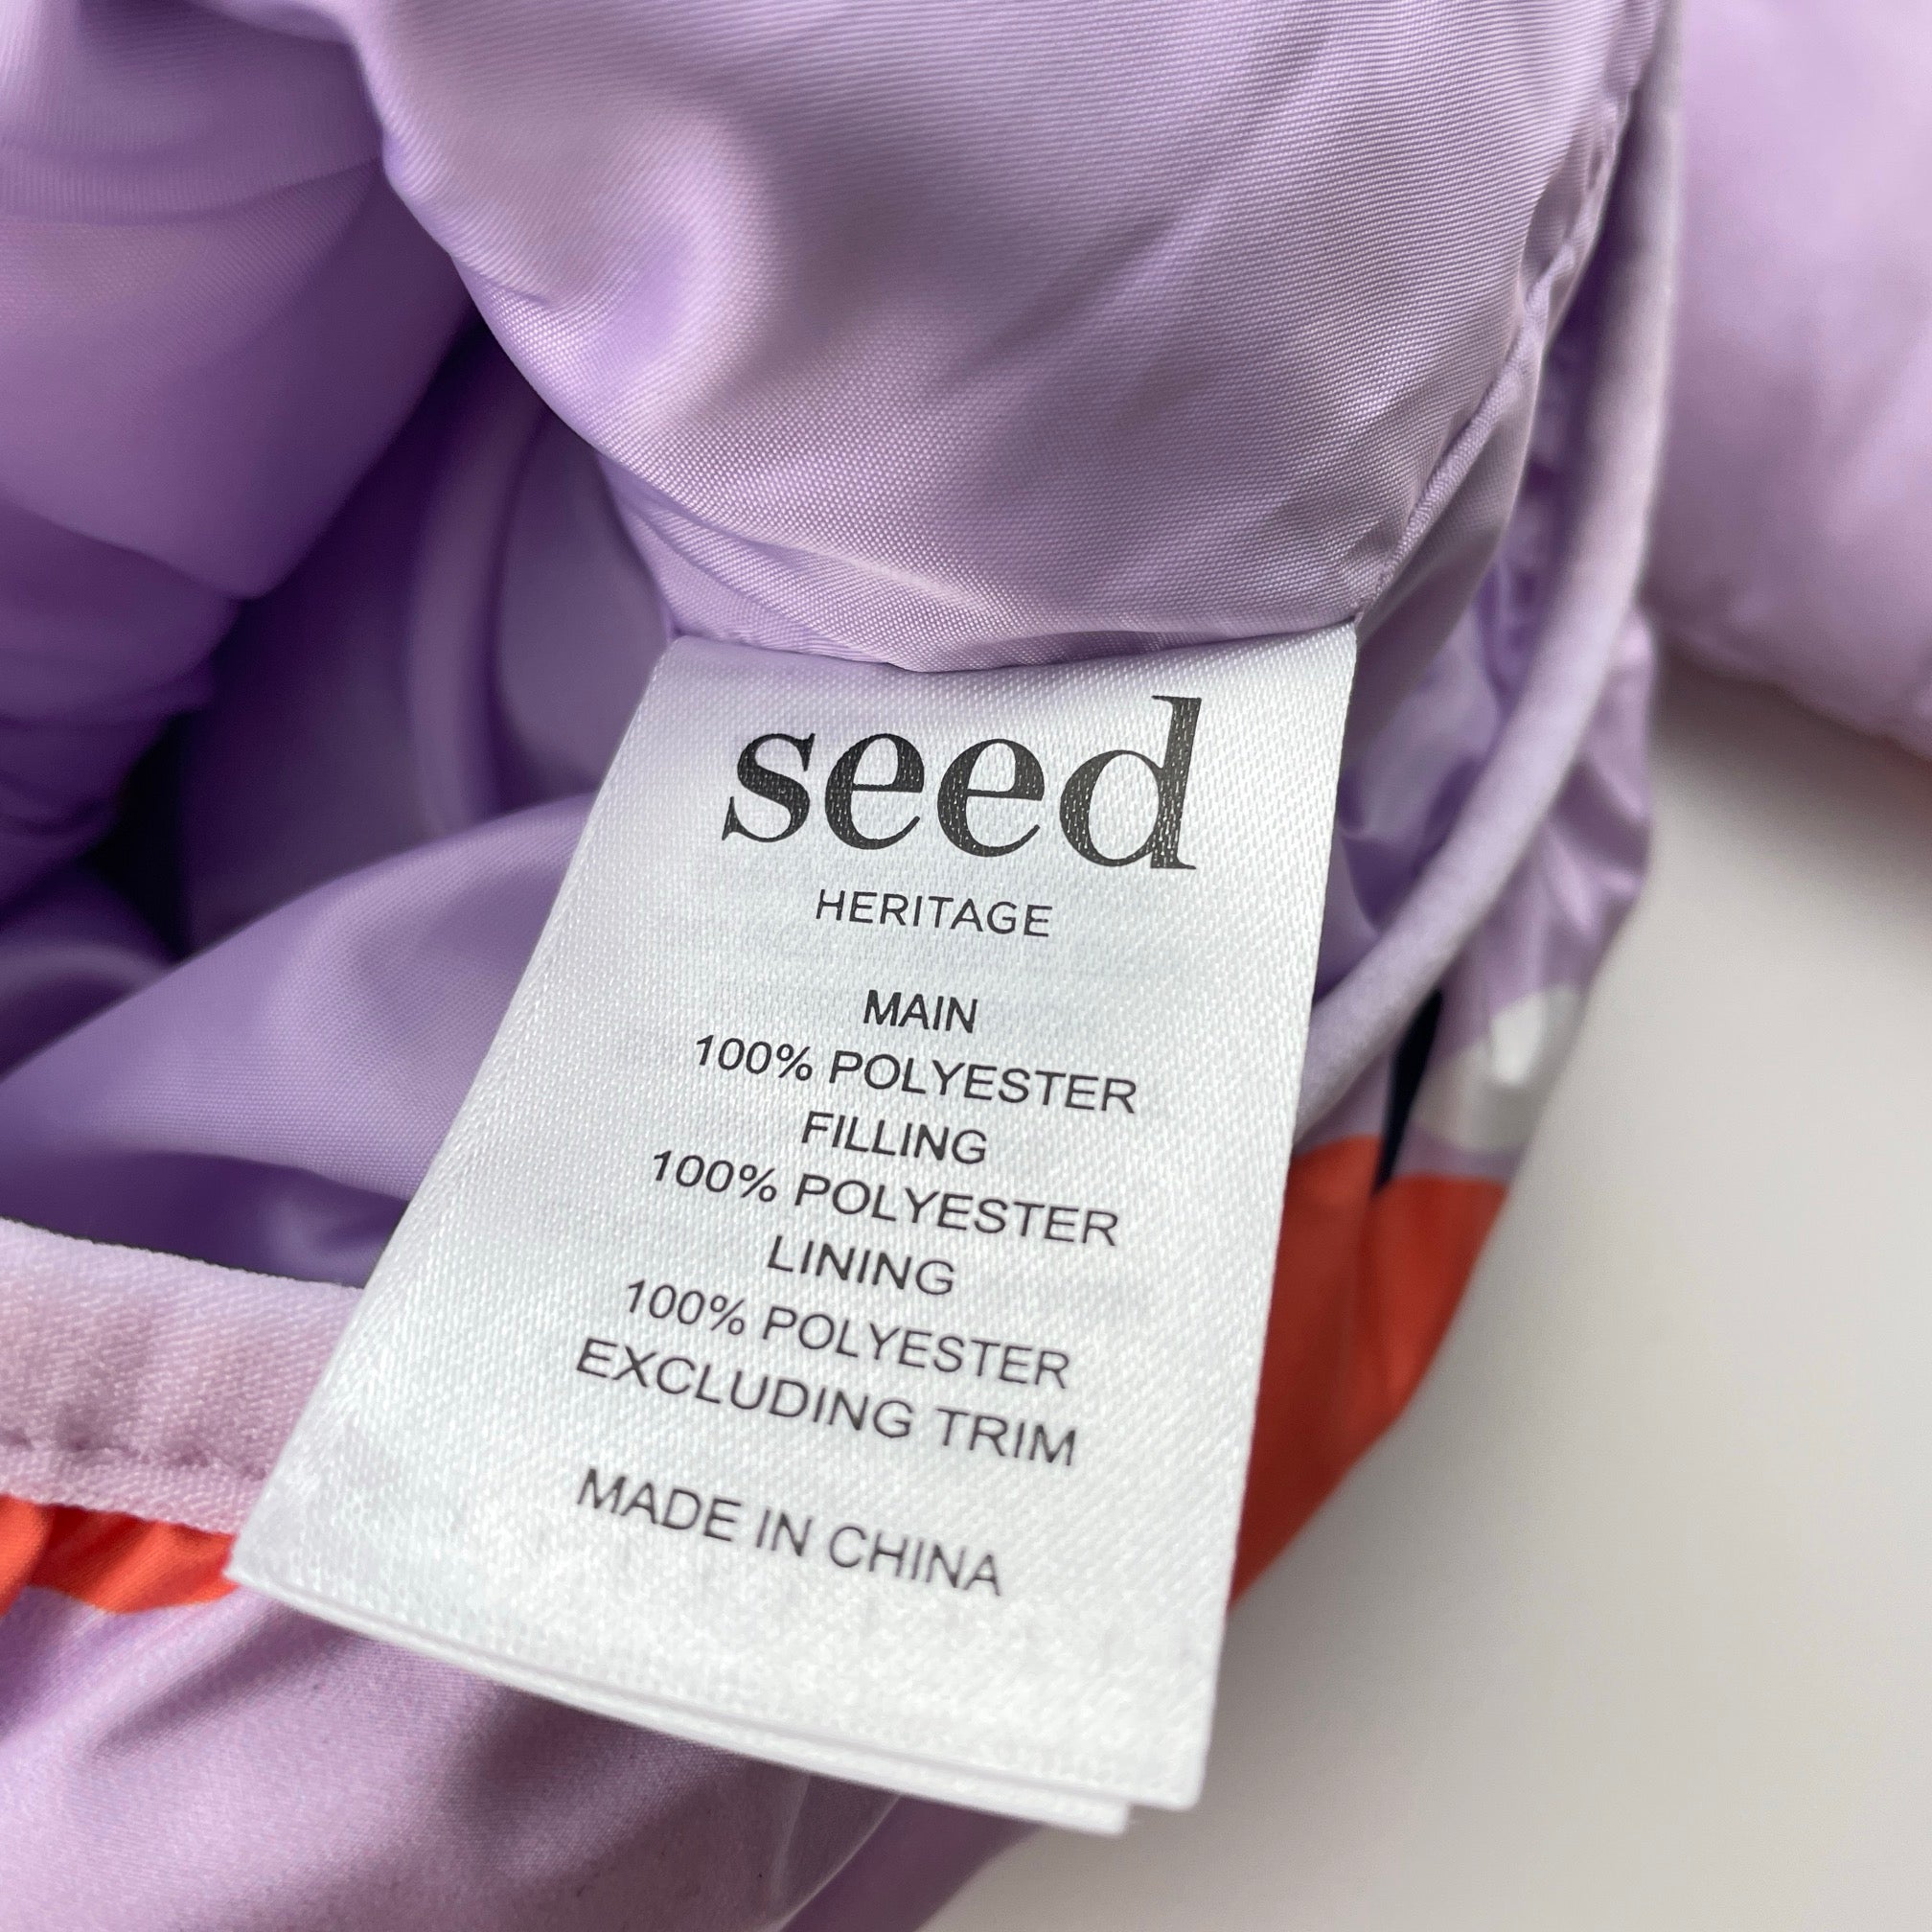 seed
HERITAGE
MAIN
100% POLYESTER
FILLING
100% POLYESTER
LINING
100% POLYESTER
EXCLUDING TRIM
MADE IN CHINA